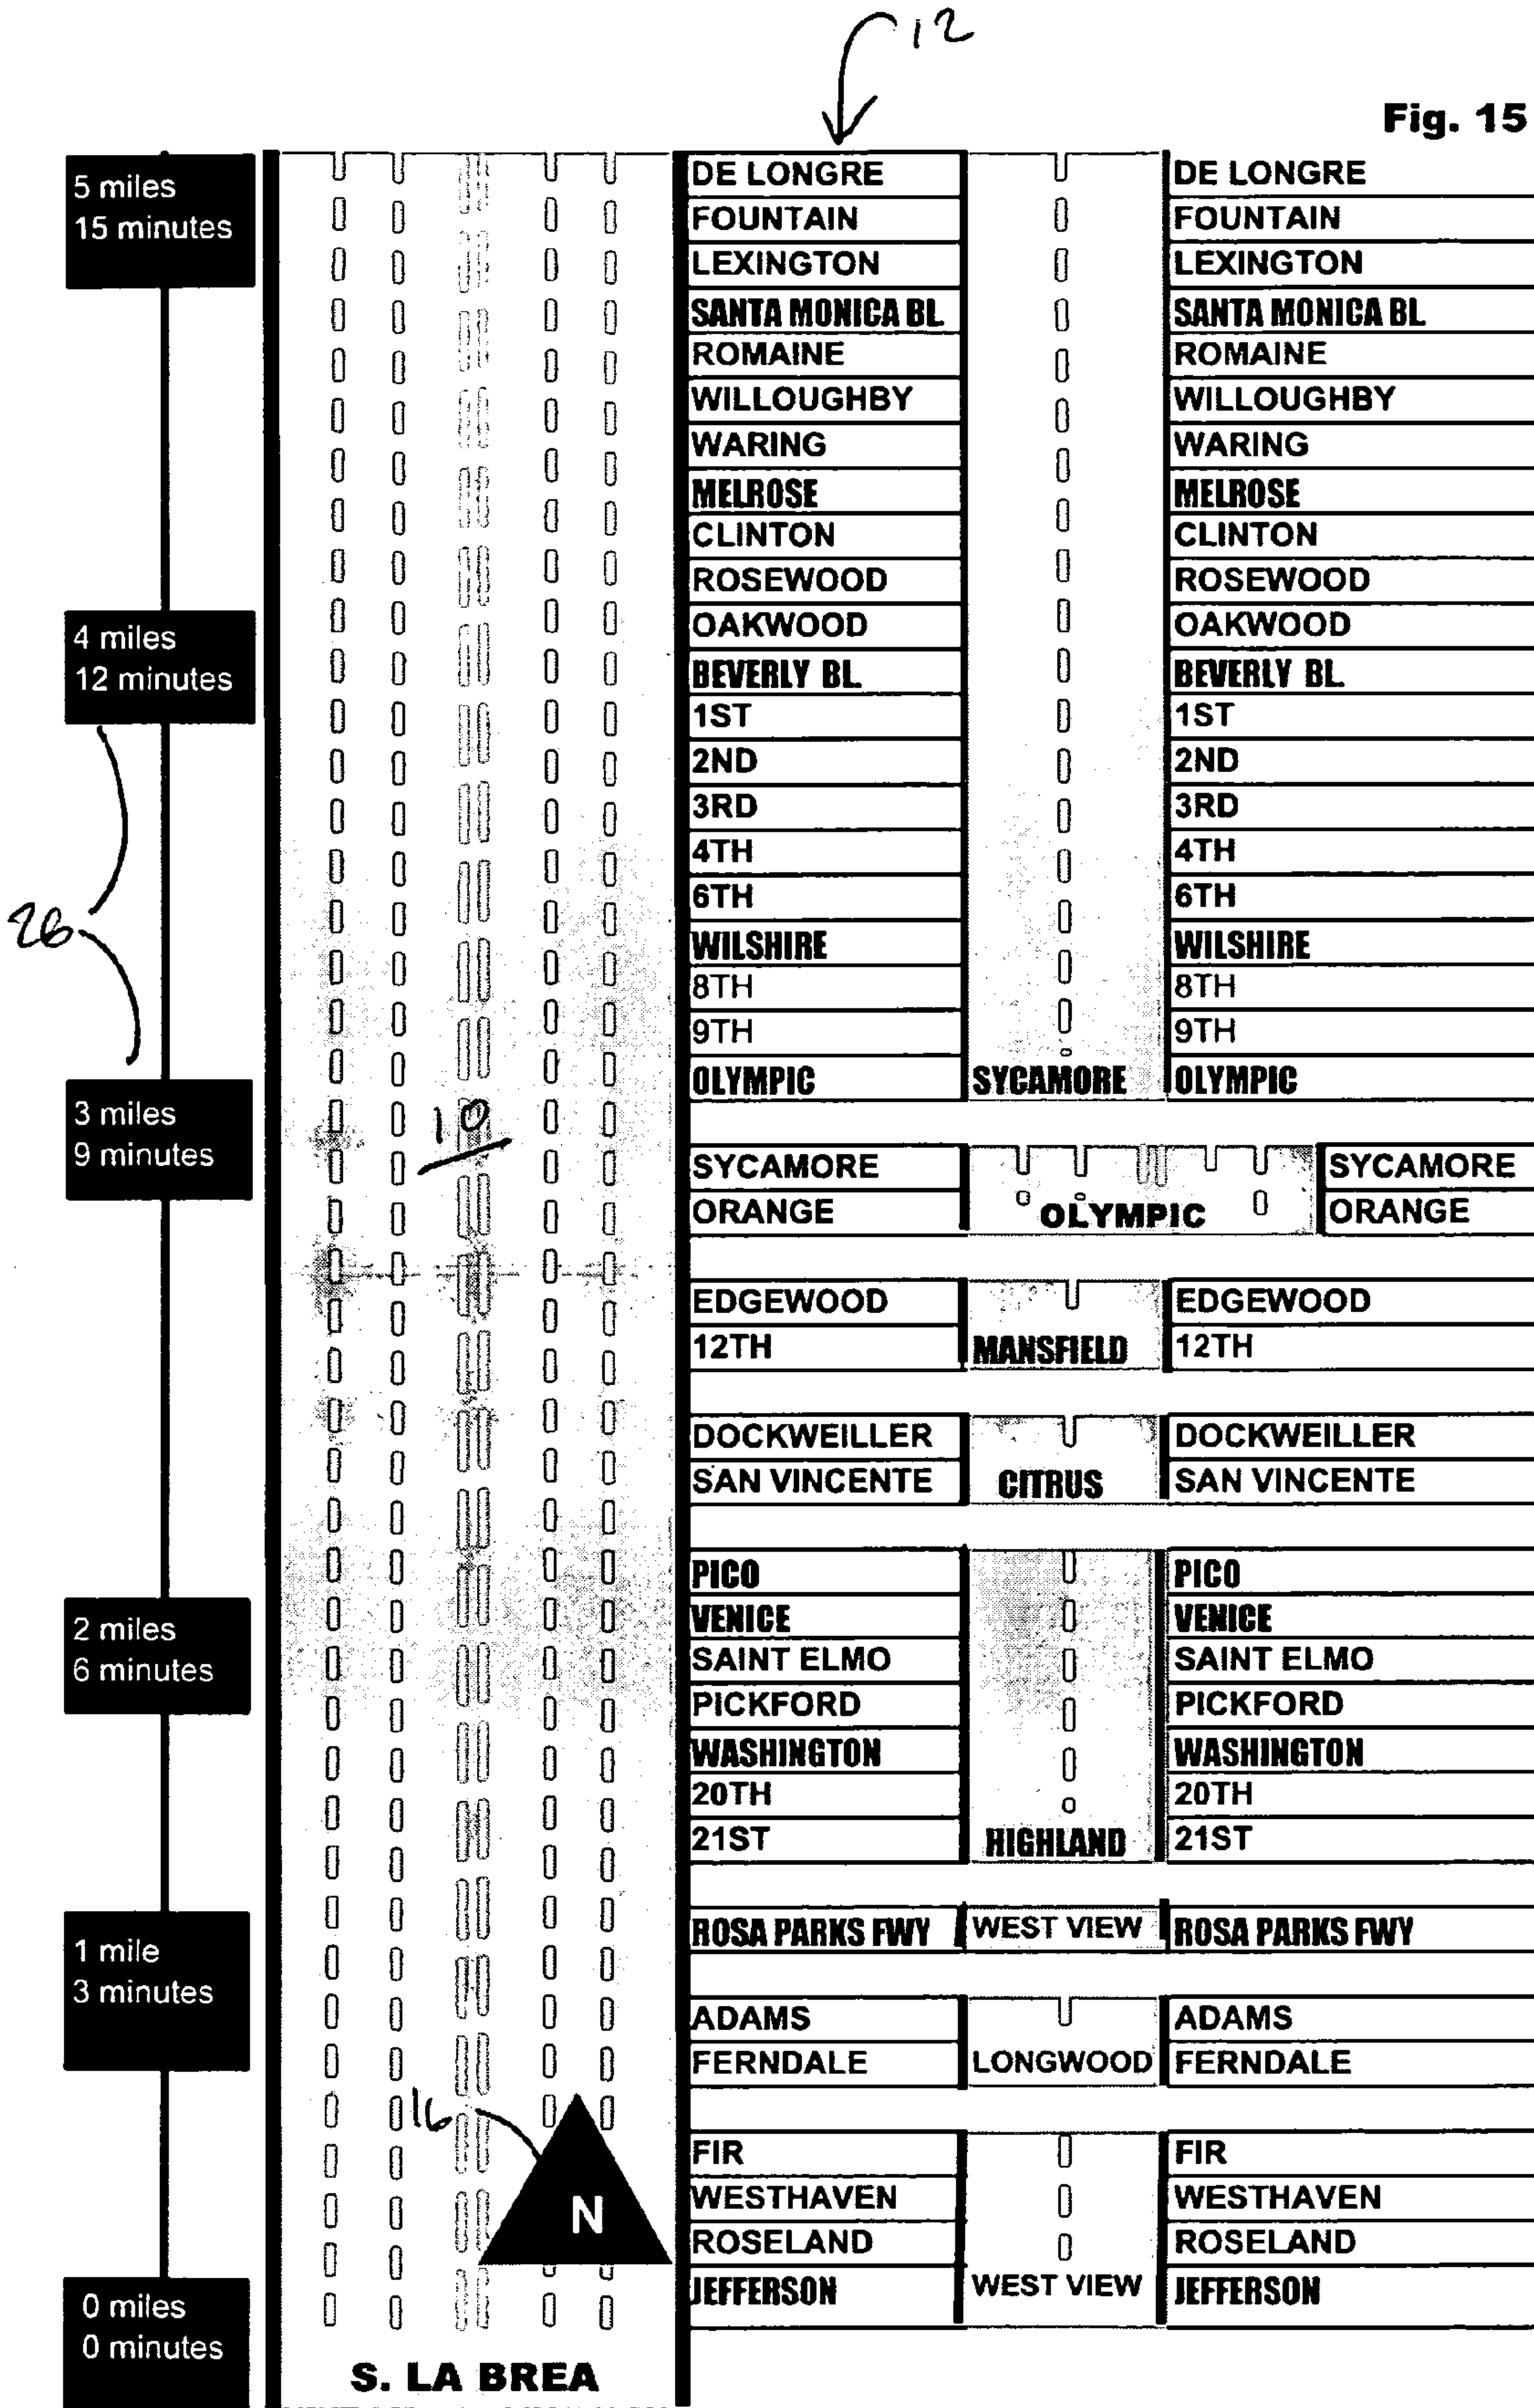 12
Fig. 15
5 miles
15 minutes
4 miles
12 minutes
26
3 miles
9 minutes
2 miles
6 minutes
1 mile
3 minutes
0 miles
0 minutes
10
16
N
S. LA BREA
DE LONGRE DE LONGRE
FOUNTAIN FOUNTAIN
LEXINGTON LEXINGTON
SANTA MONICA BL SANTA MONICA BL
ROMAINE ROMAINE
WILLOUGHBY WILLOUGHBY
WARING WARING
MELROSE MELROSE
CLINTON CLINTON
ROSEWOOD ROSEWOOD
OAKWOOD OAKWOOD
BEVERLY BL BEVERLY BL
1ST 1ST
2ND 2ND
3RD 3RD
4TH 4TH
6TH 6TH
WILSHIRE WILSHIRE
8TH 8TH
9TH 9TH
OLYMPIC SYCAMORE OLYMPIC
SYCAMORE SYCAMORE
ORANGE OLYMPIC ORANGE
EDGEWOOD EDGEWOOD
12TH MANSFIELD 12TH
DOCKWEILLER DOCKWEILLER
SAN VINCENTE CITRUS SAN VINCENTE
PICO PICO
VENICE VENICE
SAINT ELMO SAINT ELMO
PICKFORD PICKFORD
WASHINGTON WASHINGTON
20TH 20TH
21ST HIGHLAND 21ST
ROSA PARKS FWY WEST VIEW ROSA PARKS FWY
ADAMS ADAMS
FERNDALE LONGWOOD FERNDALE
FIR FIR
WESTHAVEN WESTHAVEN
ROSELAND ROSELAND
JEFFERSON WEST VIEW JEFFERSON